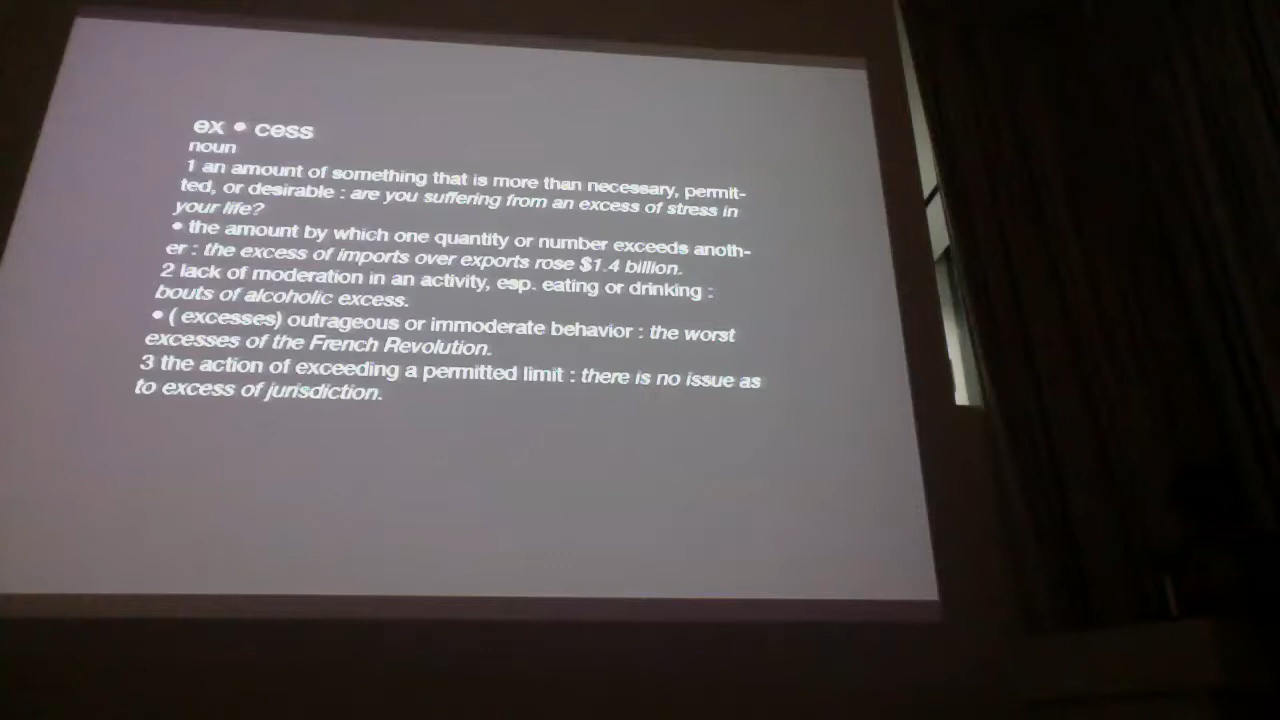 ex • cess
noun
1 an amount of something that is more than necessary, permit-
ted, or desirable : are you suffering from an excess of stress in
your life?
• the amount by which one quantity or number exceeds anoth-
er : the excess of imports over exports rose $1.4 billion.
2 lack of moderation in an activity, esp. eating or drinking :
bouts of alcoholic excess.
• ( excesses) outrageous or immoderate behavior : the worst
excesses of the French Revolution.
3 the action of exceeding a permitted limit : there is no issue as
to excess of jurisdiction.